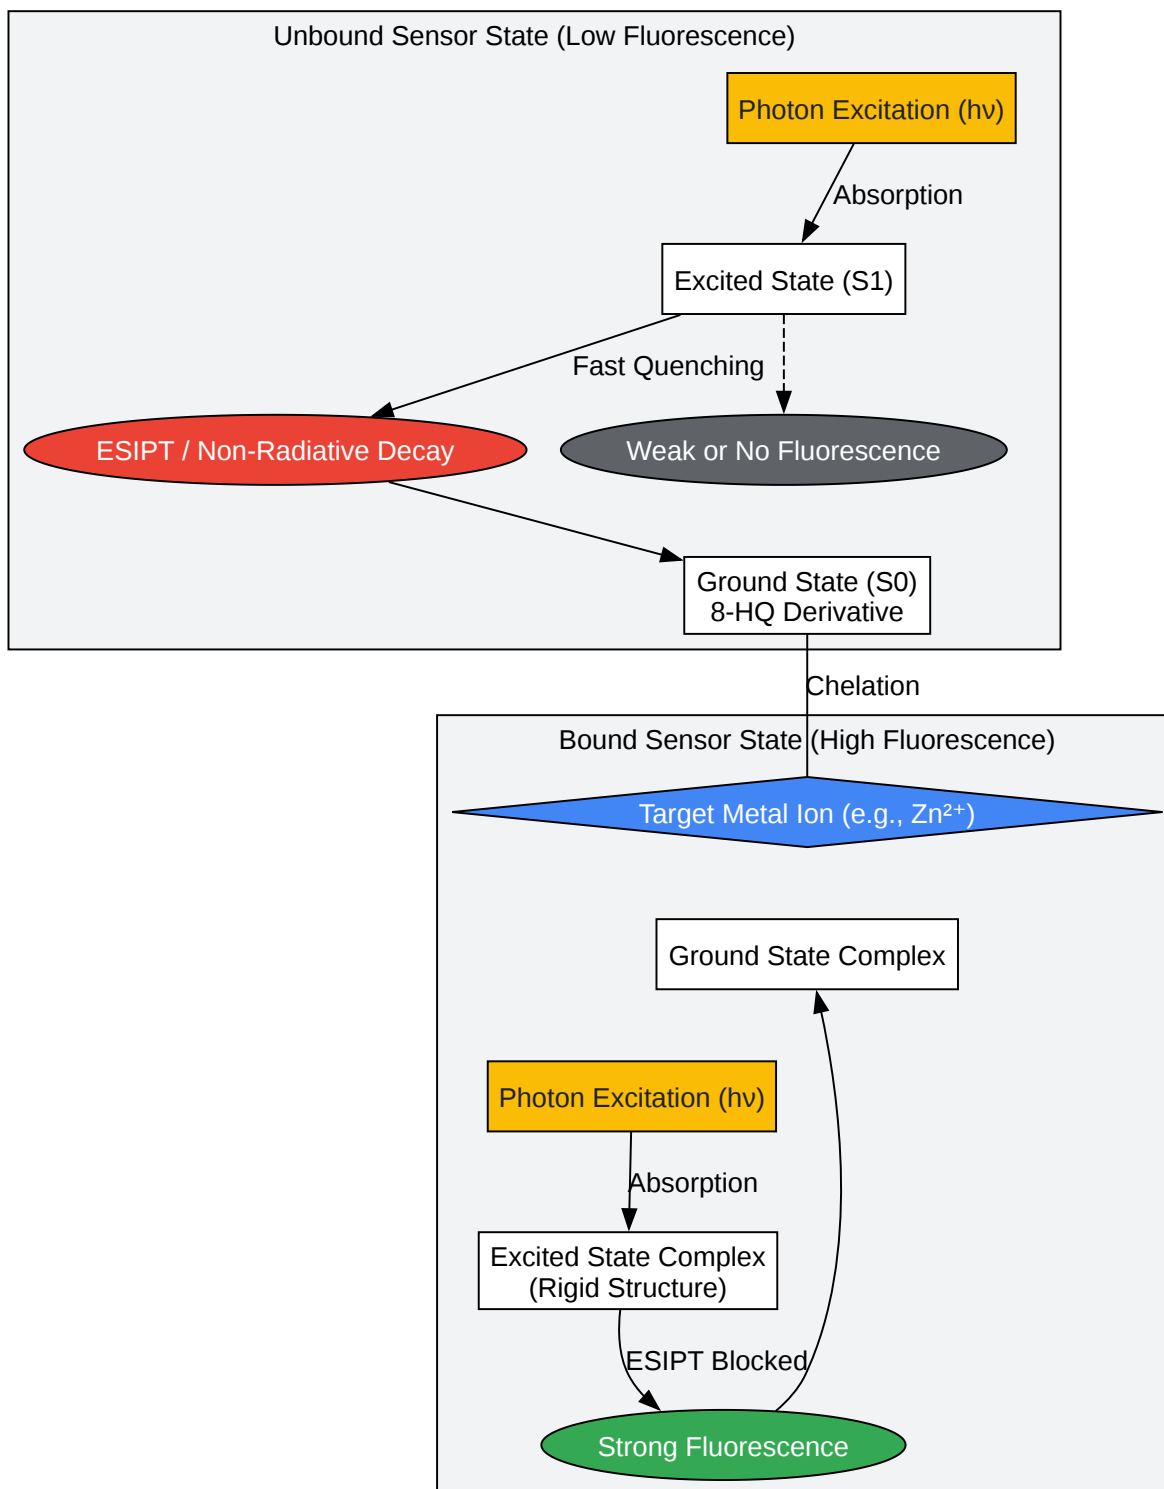 Unbound Sensor State (Low Fluorescence)
Photon Excitation (hν)
Absorption
Excited State (S1)
Fast Quenching
ESIPT / Non-Radiative Decay
Weak or No Fluorescence
Ground State (S0)
8-HQ Derivative
Chelation
Bound Sensor State (High Fluorescence)
Target Metal Ion (e.g., Zn²⁺)
Ground State Complex
Photon Excitation (hν)
Absorption
Excited State Complex
(Rigid Structure)
ESIPT Blocked
Strong Fluorescence